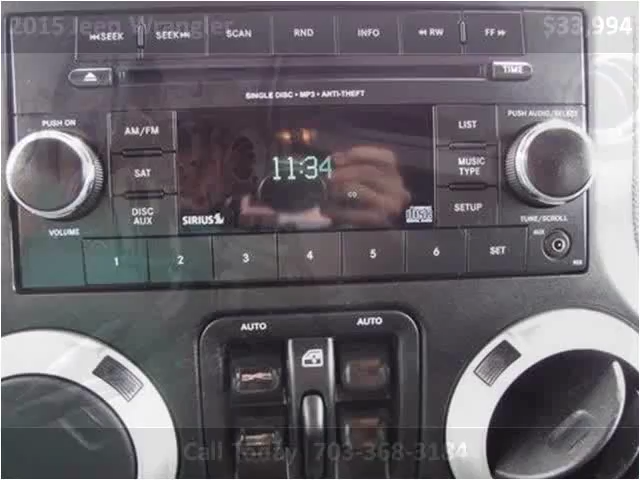 2015 Jeep Wrangler $33,994
SEEK SEEK SCAN RND INFO RW FF
TIME
SINGLE DISC • MP3 • ANTI-THEFT
PUSH ON PUSH AUDIO/SELECT
AM/FM LIST
11:34
SAT MUSIC
TYPE
DISC
AUX SETUP
SIRIUS
VOLUME TUNE/SCROLL
1 2 3 4 5 6 SET AUX
AUTO AUTO
Call Today 703-368-3184